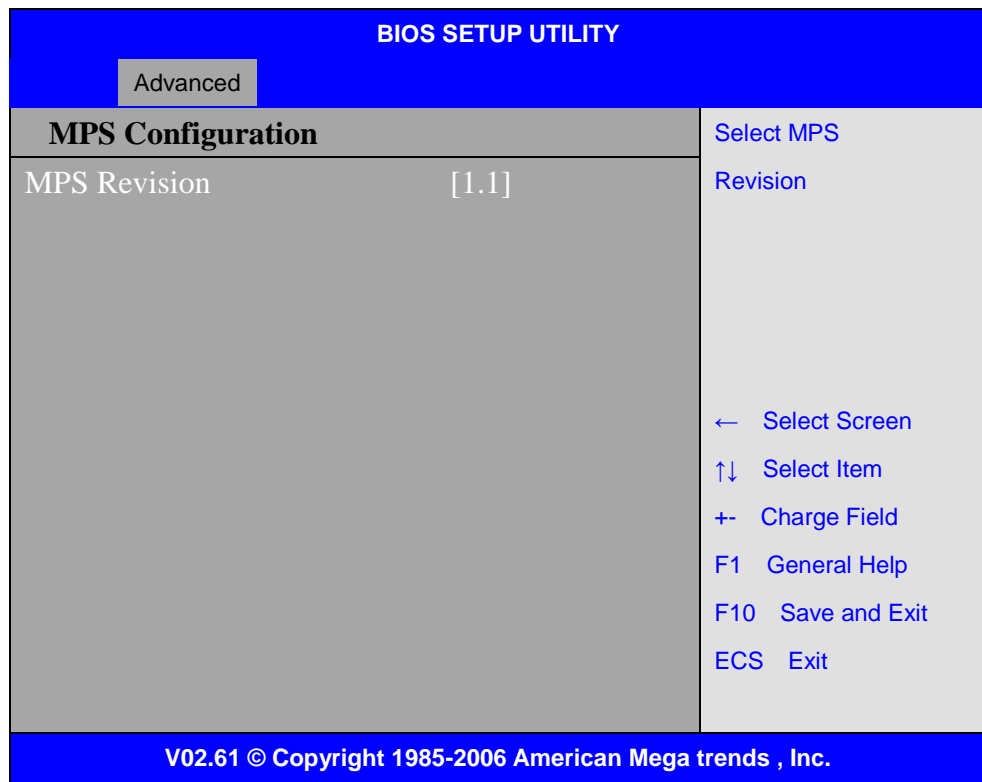 BIOS SETUP UTILITY
Advanced
MPS Configuration
MPS Revision [1.1]
Select MPS
Revision
← Select Screen
↑↓ Select Item
+- Charge Field
F1 General Help
F10 Save and Exit
ECS Exit
V02.61 © Copyright 1985-2006 American Mega trends , Inc.